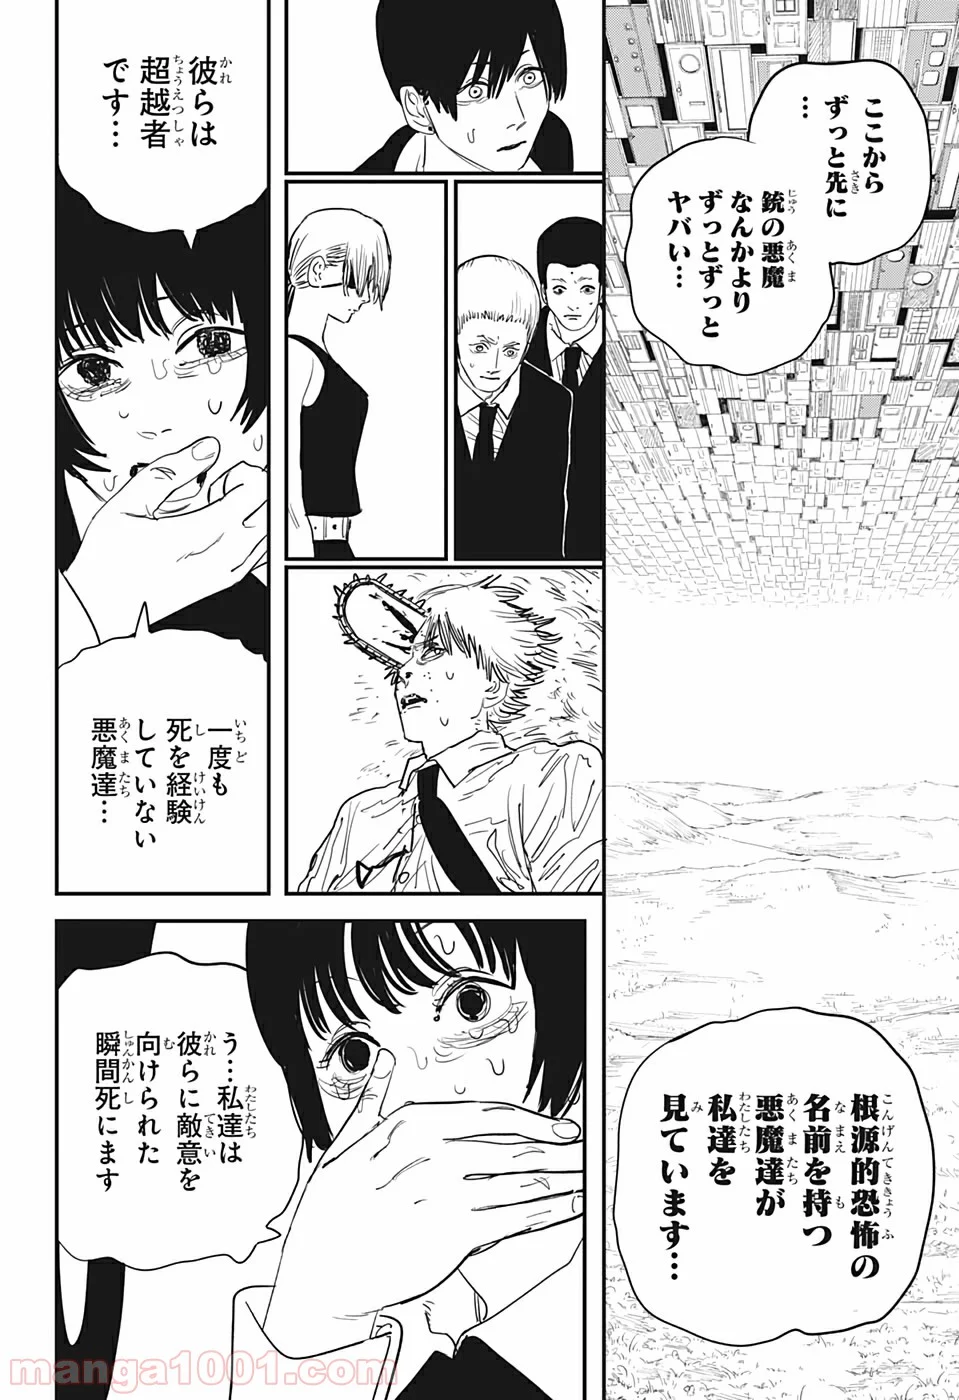 ここから
ずっと先に
…
銃の悪魔
なんかより
ずっとずっと
ヤバい…
根源的恐怖の
名前を持つ
悪魔達が
私達を
見ています…
彼らは
超越者
です…
一度も
死を経験
していない
悪魔達…
う…私達は
彼らに敵意を
向けられた
瞬間死にます
manga1001.com